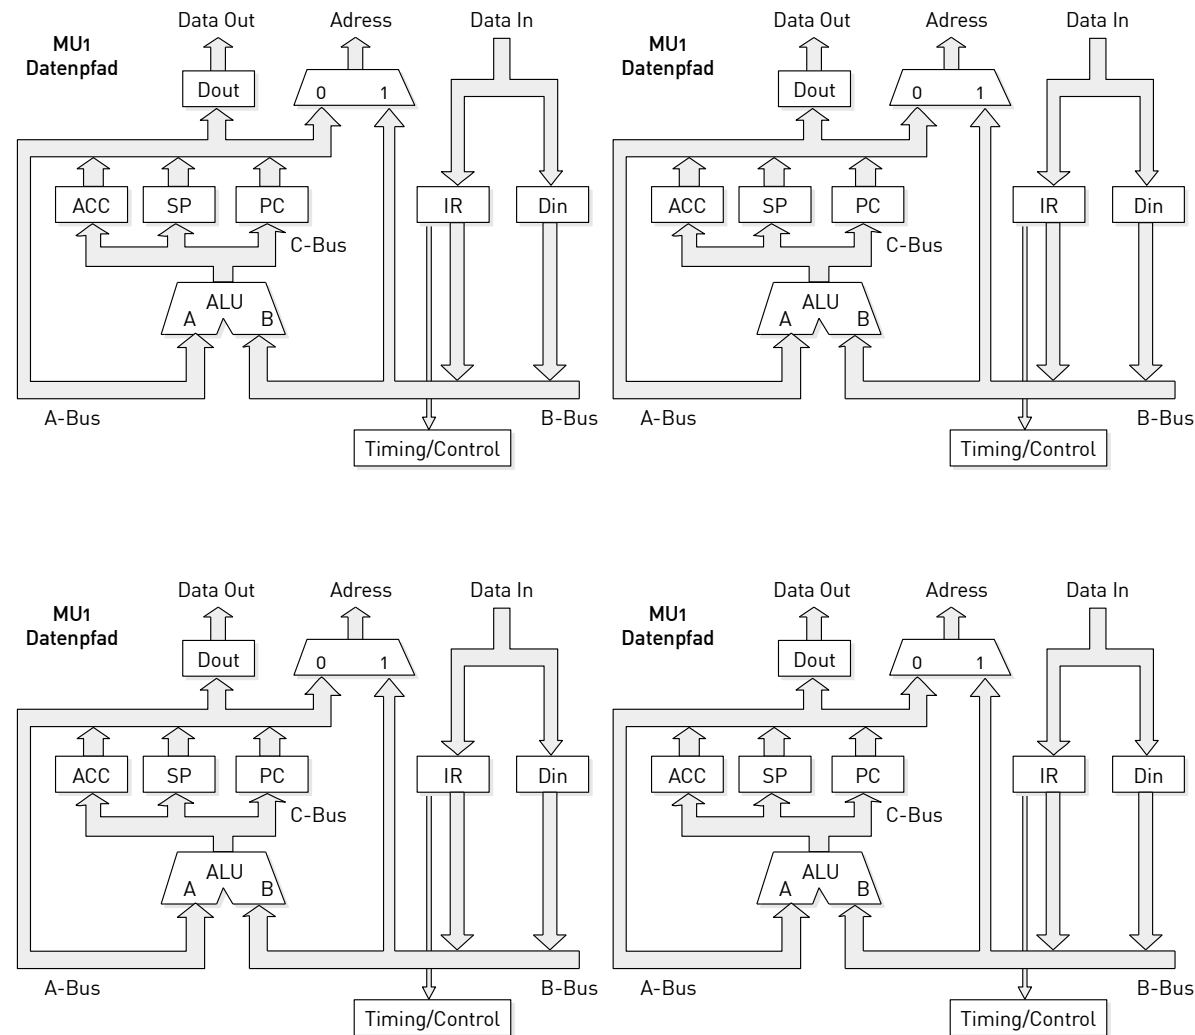 Data Out Adress Data In
MU1
Datenpfad
Dout
0 1
ACC SP PC IR Din
C-Bus
ALU
A B
A-Bus B-Bus
Timing/Control
Data Out Adress Data In
MU1
Datenpfad
Dout
0 1
ACC SP PC IR Din
C-Bus
ALU
A B
A-Bus B-Bus
Timing/Control
Data Out Adress Data In
MU1
Datenpfad
Dout
0 1
ACC SP PC IR Din
C-Bus
ALU
A B
A-Bus B-Bus
Timing/Control
Data Out Adress Data In
MU1
Datenpfad
Dout
0 1
ACC SP PC IR Din
C-Bus
ALU
A B
A-Bus B-Bus
Timing/Control